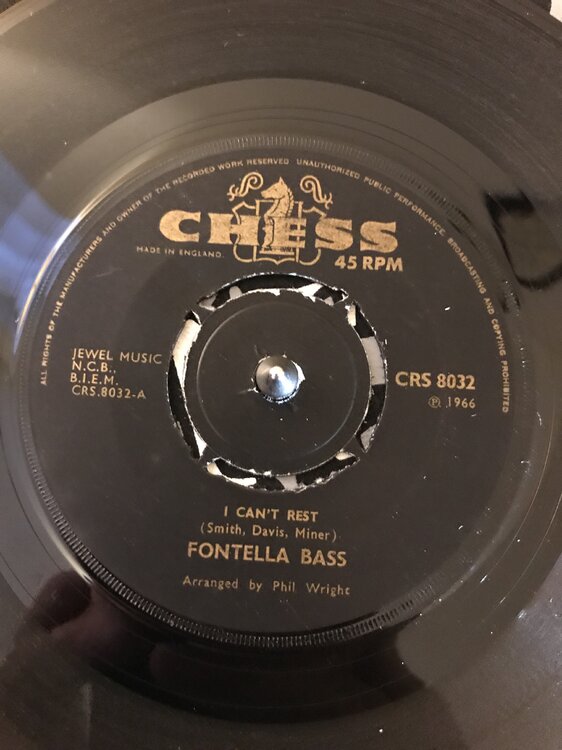 ALL RIGHTS OF THE MANUFACTURERS AND OWNER OF THE RECORDED WORK RESERVED UNAUTHORIZED PUBLIC PERFORMANCE, BROADCASTING AND COPYING PROHIBITED
CHESS
MADE IN ENGLAND.
45 RPM
JEWEL MUSIC
N.C.B.,
B.I.E.M.
CRS.8032-A
CRS 8032
℗ 1966
I CAN'T REST
(Smith, Davis, Miner)
FONTELLA BASS
Arranged by Phil Wright